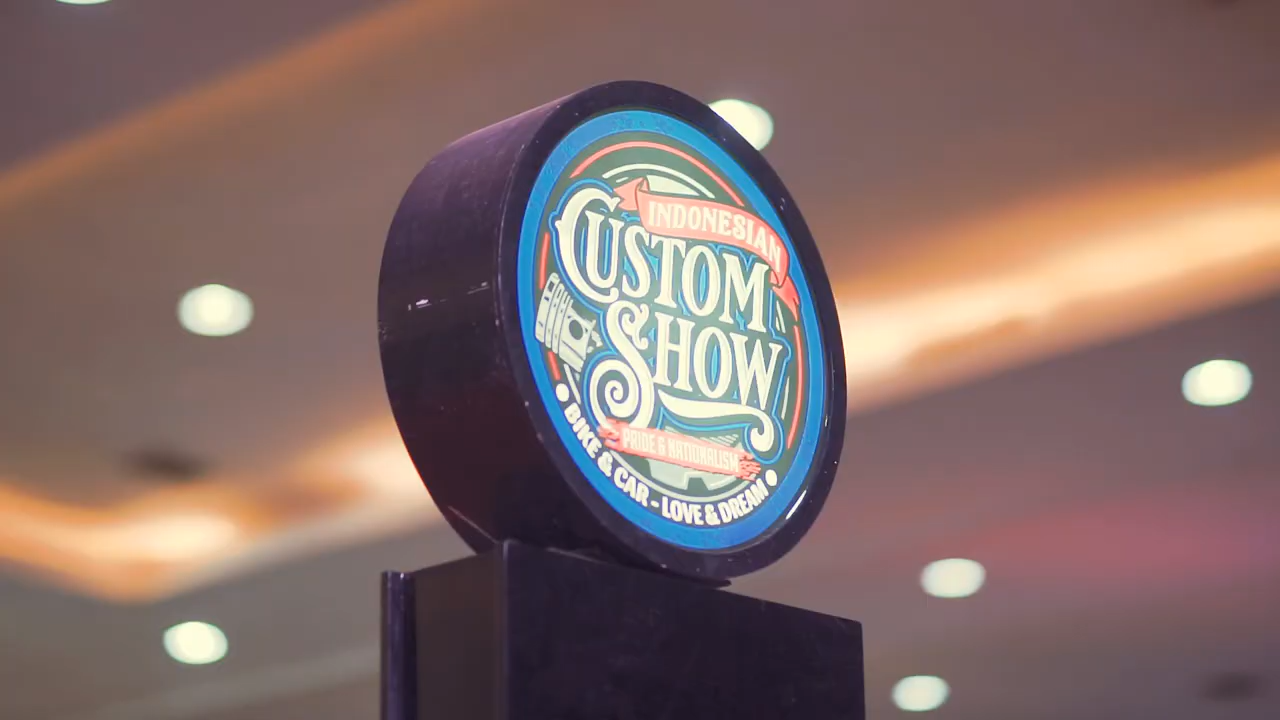 INDONESIAN
CUSTOM
SHOW
PRIDE & NATIONALISM
BIKE & CAR - LOVE & DREAM